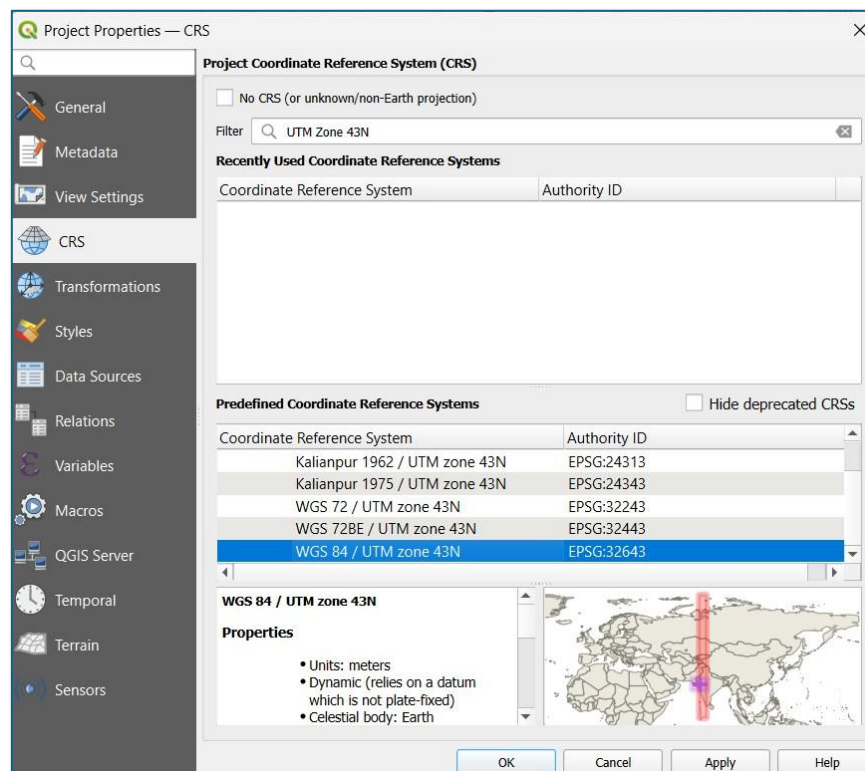 Project Properties — CRS
General
Metadata
View Settings
CRS
Transformations
Styles
Data Sources
Relations
Variables
Macros
QGIS Server
Temporal
Terrain
Sensors
Project Coordinate Reference System (CRS)
No CRS (or unknown/non-Earth projection)
Filter UTM Zone 43N
Recently Used Coordinate Reference Systems
Coordinate Reference System Authority ID
Predefined Coordinate Reference Systems Hide deprecated CRSs
Coordinate Reference System Authority ID
Kalianpur 1962 / UTM zone 43N EPSG:24313
Kalianpur 1975 / UTM zone 43N EPSG:24343
WGS 72 / UTM zone 43N EPSG:32243
WGS 72BE / UTM zone 43N EPSG:32443
WGS 84 / UTM zone 43N EPSG:32643
WGS 84 / UTM zone 43N
Properties
• Units: meters
• Dynamic (relies on a datum
which is not plate-fixed)
• Celestial body: Earth
OK Cancel Apply Help